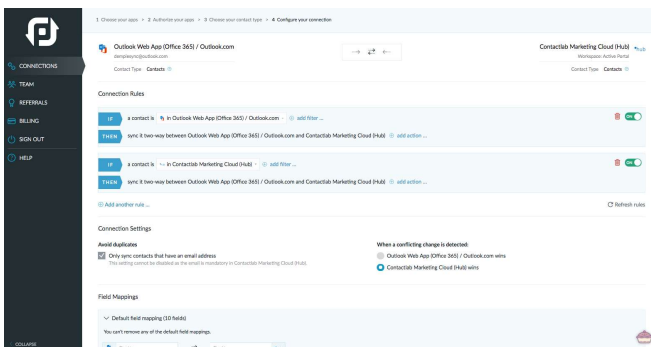 1 Choose your apps > 2 Authorize your apps > 3 Choose your contact type > 4 Configure your connection
Outlook Web App (Office 365) / Outlook.com
Contactlab Marketing Cloud (Hub)
hub
Workspace: Active Portal
Contact Type Contacts
Contact Type Contacts
CONNECTIONS
TEAM
REFERRALS
BILLING
SIGN OUT
HELP
Connection Rules
IF a contact is in Outlook Web App (Office 365) / Outlook.com add filter ... ON
THEN sync it two-way between Outlook Web App (Office 365) / Outlook.com and Contactlab Marketing Cloud (Hub) add action ...
IF a contact is in Contactlab Marketing Cloud (Hub) add filter ... ON
THEN sync it two-way between Outlook Web App (Office 365) / Outlook.com and Contactlab Marketing Cloud (Hub) add action ...
Add another rule ... Refresh rules
Connection Settings
Avoid duplicates
Only sync contacts that have an email address
This setting cannot be disabled as the email is mandatory in Contactlab Marketing Cloud (Hub).
When a conflicting change is detected:
Outlook Web App (Office 365) / Outlook.com wins
Contactlab Marketing Cloud (Hub) wins
Field Mappings
Default field mapping (10 fields)
You can't remove any of the default field mappings.
COLLAPSE